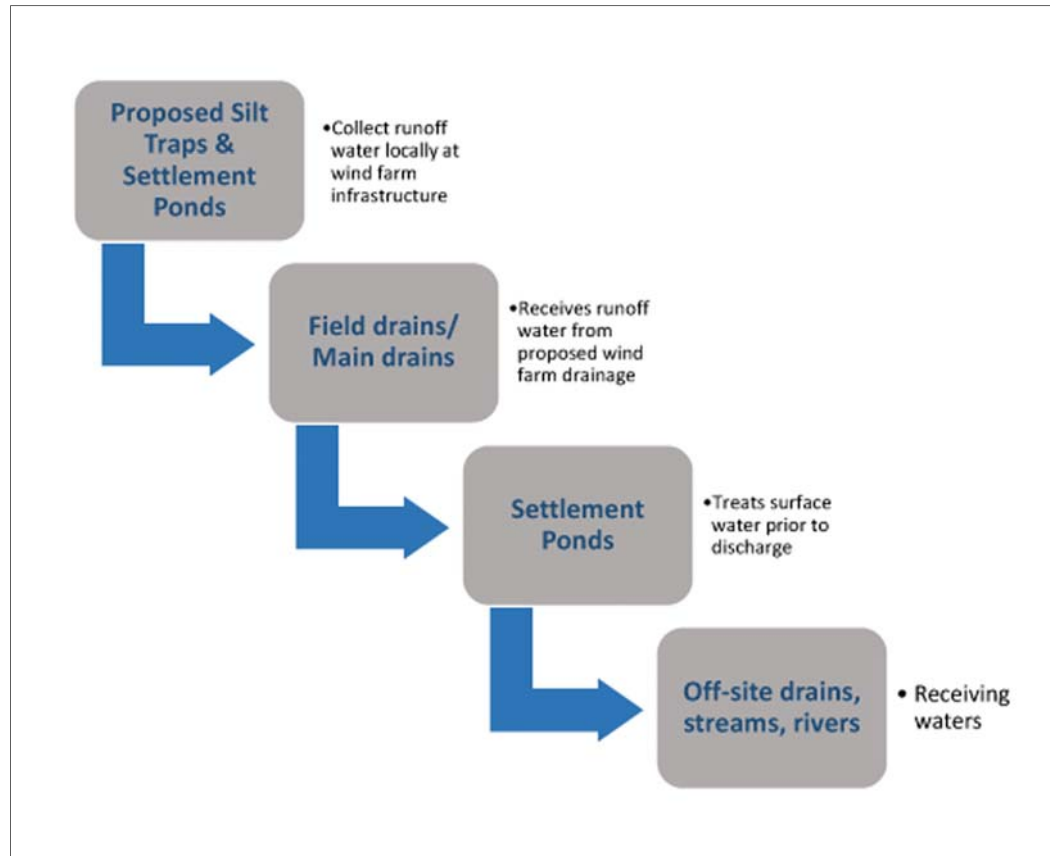 Proposed Silt
Traps &
Settlement
Ponds
•Collect runoff
water locally at
wind farm
infrastructure
Field drains/
Main drains
•Receives runoff
water from
proposed wind
farm drainage
Settlement
Ponds
•Treats surface
water prior to
discharge
Off-site drains,
streams, rivers
• Receiving
waters